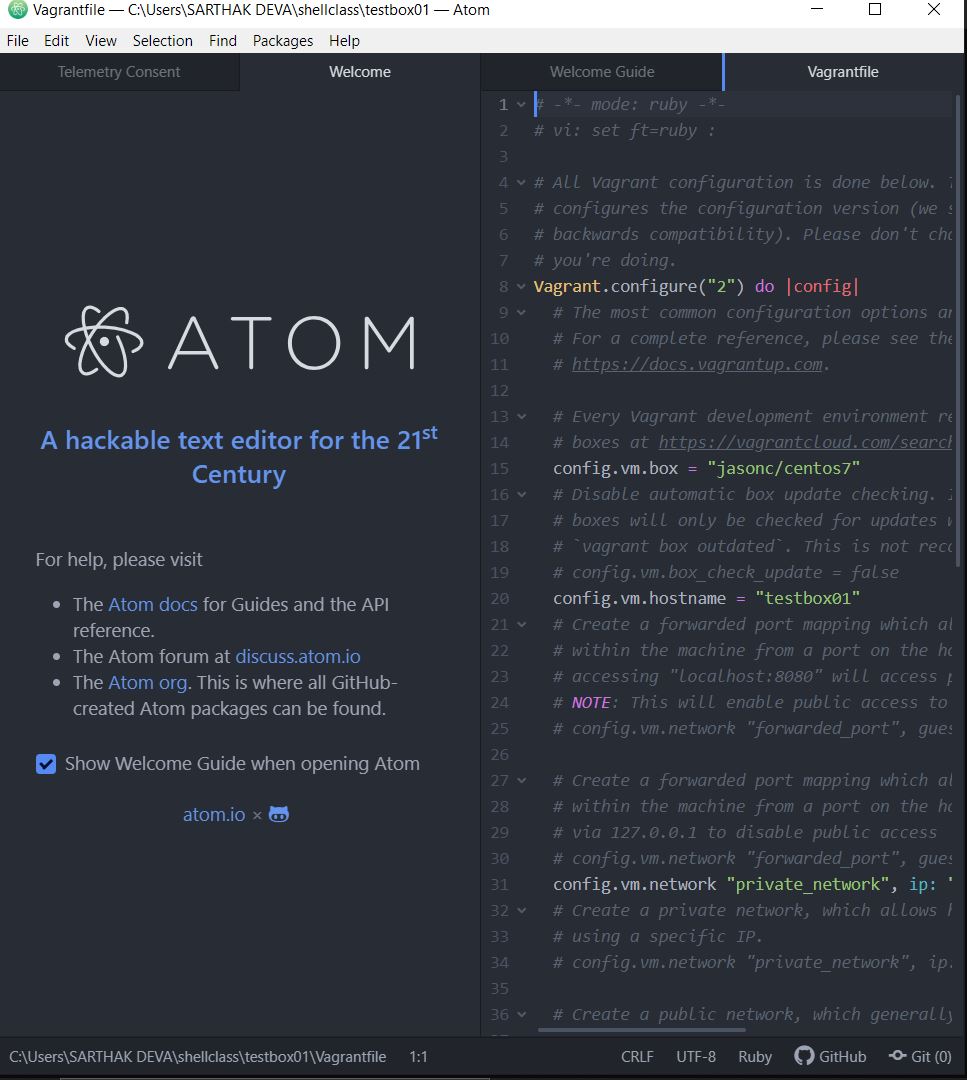 Vagrantfile — C:\Users\SARTHAK DEVA\shellclass\testbox01 — Atom
File Edit View Selection Find Packages Help
Telemetry Consent
Welcome
ATOM
A hackable text editor for the 21st
Century
For help, please visit
• The Atom docs for Guides and the API
reference.
• The Atom forum at discuss.atom.io
• The Atom org. This is where all GitHub-
created Atom packages can be found.
Show Welcome Guide when opening Atom
atom.io ×
Welcome Guide
Vagrantfile
1 # -*- mode: ruby -*-
2 # vi: set ft=ruby :
3
4 # All Vagrant configuration is done below.
5 # configures the configuration version (we
6 # backwards compatibility). Please don't
7 # you're doing.
8 Vagrant.configure("2") do |config|
9 # The most common configuration options
10 # For a complete reference, please see the
11 # https://docs.vagrantup.com.
12
13 # Every Vagrant development environment
14 # boxes at https://vagrantcloud.com/search
15 config.vm.box = "jasonc/centos7"
16 # Disable automatic box update checking.
17 # boxes will only be checked for updates
18 # `vagrant box outdated`. This is not
19 # config.vm.box_check_update = false
20 config.vm.hostname = "testbox01"
21 # Create a forwarded port mapping which
22 # within the machine from a port on the
23 # accessing "localhost:8080" will access
24 # NOTE: This will enable public access to
25 # config.vm.network "forwarded_port",
26
27 # Create a forwarded port mapping which
28 # within the machine from a port on the
29 # via 127.0.0.1 to disable public access
30 # config.vm.network "forwarded_port",
31 config.vm.network "private_network", ip: "
32 # Create a private network, which allows
33 # using a specific IP.
34 # config.vm.network "private_network", ip:
35
36 # Create a public network, which generally
C:\Users\SARTHAK DEVA\shellclass\testbox01\Vagrantfile 1:1 CRLF UTF-8 Ruby GitHub Git (0)